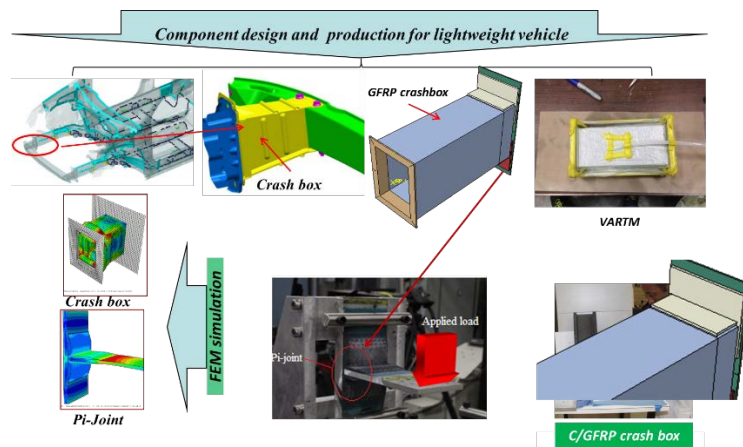 Component design and production for lightweight vehicle
GFRP crashbox
Crash box
VARTM
Crash box
FEM simulation
Applied load
Pi-joint
Pi-Joint
C/GFRP crash box